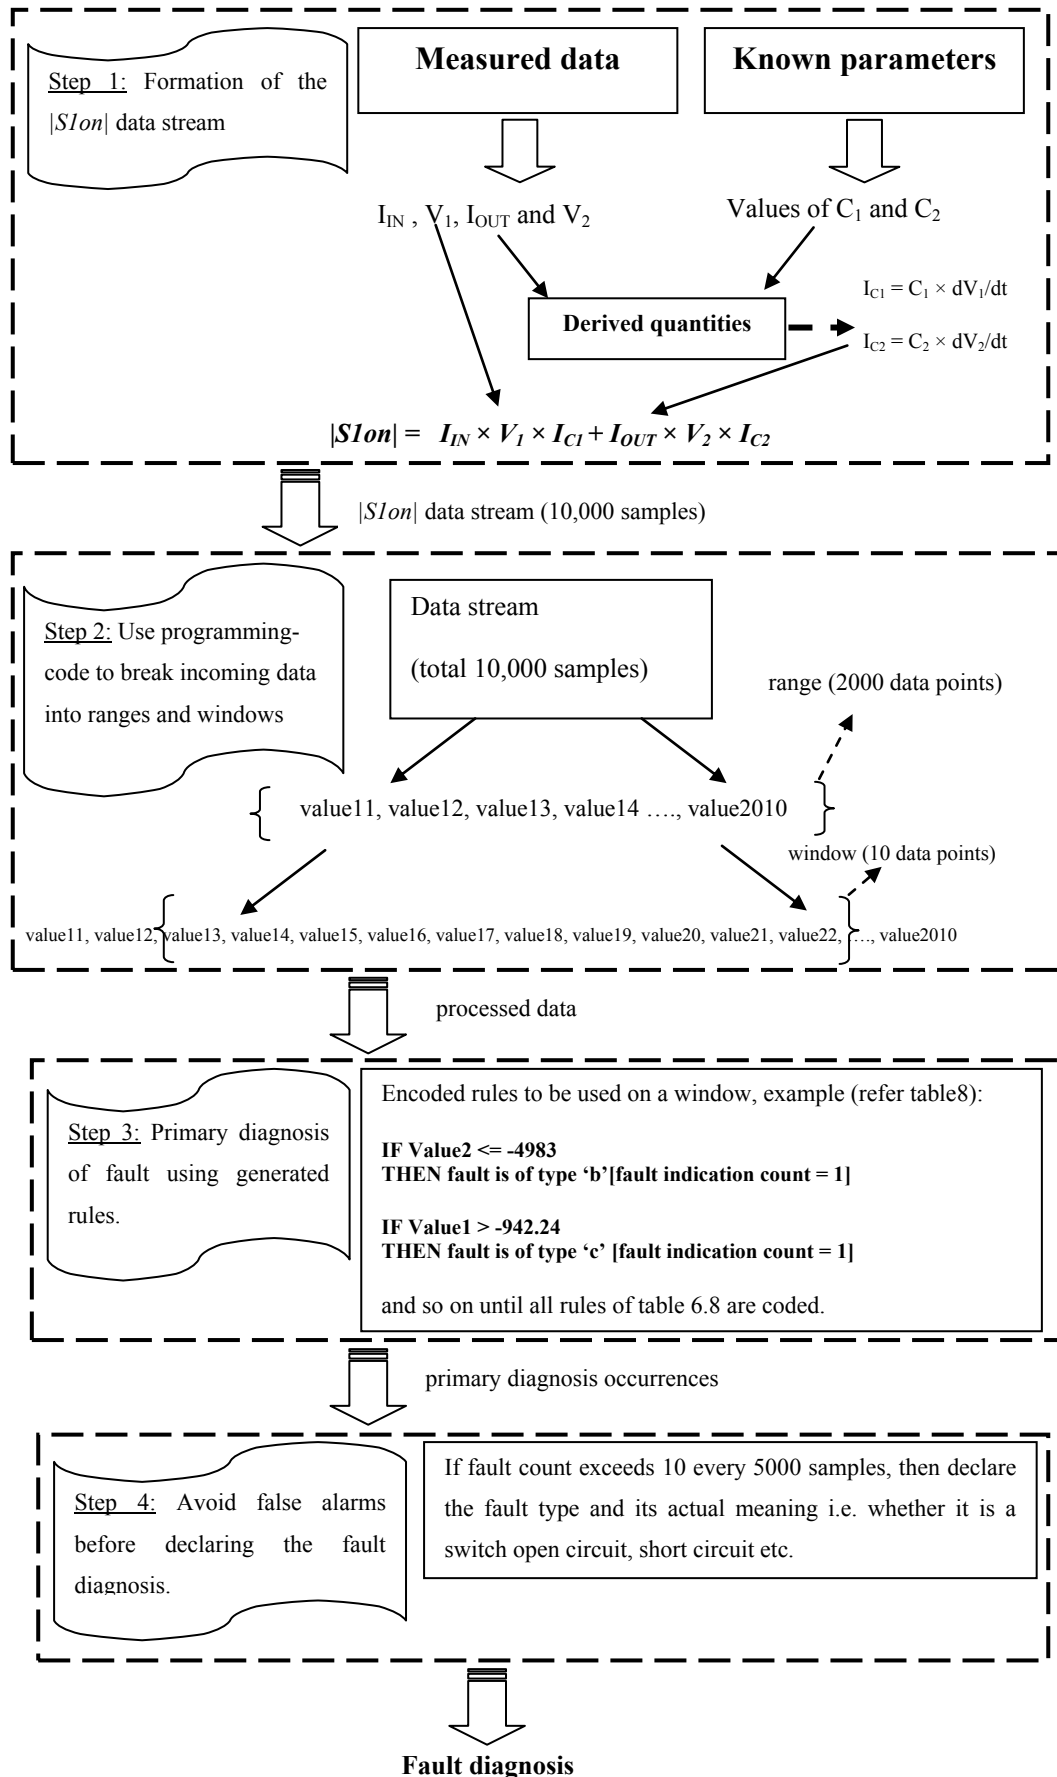 Measured data
Known parameters
Step 1: Formation of the
|S1on| data stream
I_IN , V_1, I_OUT and V_2
Values of C_1 and C_2
I_C1 = C_1 × dV_1/dt
Derived quantities
I_C2 = C_2 × dV_2/dt
|S1on| = I_IN × V_1 × I_C1 + I_OUT × V_2 × I_C2
|S1on| data stream (10,000 samples)
Step 2: Use programming-
code to break incoming data
into ranges and windows
Data stream
(total 10,000 samples)
range (2000 data points)
value11, value12, value13, value14 …., value2010
window (10 data points)
value11, value12, value13, value14, value15, value16, value17, value18, value19, value20, value21, value22, …., value2010
processed data
Step 3: Primary diagnosis
of fault using generated
rules.
Encoded rules to be used on a window, example (refer table8):
IF Value2 <= -4983
THEN fault is of type ‘b’[fault indication count = 1]
IF Value1 > -942.24
THEN fault is of type ‘c’ [fault indication count = 1]
and so on until all rules of table 6.8 are coded.
primary diagnosis occurrences
Step 4: Avoid false alarms
before declaring the fault
diagnosis.
If fault count exceeds 10 every 5000 samples, then declare
the fault type and its actual meaning i.e. whether it is a
switch open circuit, short circuit etc.
Fault diagnosis